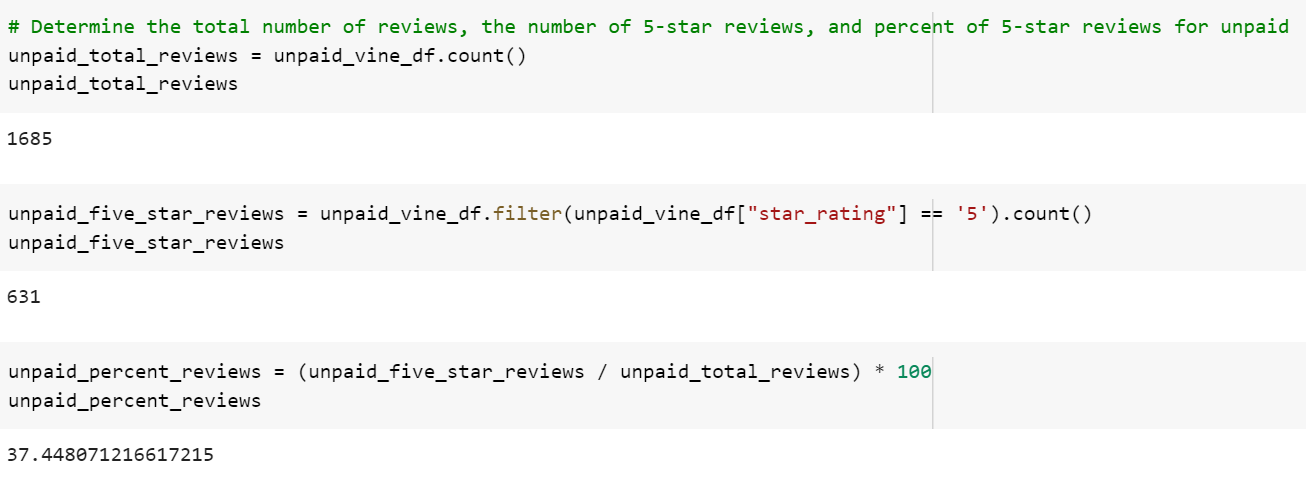 # Determine the total number of reviews, the number of 5-star reviews, and percent of 5-star reviews for unpaid
unpaid_total_reviews = unpaid_vine_df.count()
unpaid_total_reviews
1685
unpaid_five_star_reviews = unpaid_vine_df.filter(unpaid_vine_df["star_rating"] == '5').count()
unpaid_five_star_reviews
631
unpaid_percent_reviews = (unpaid_five_star_reviews / unpaid_total_reviews) * 100
unpaid_percent_reviews
37.448071216617215